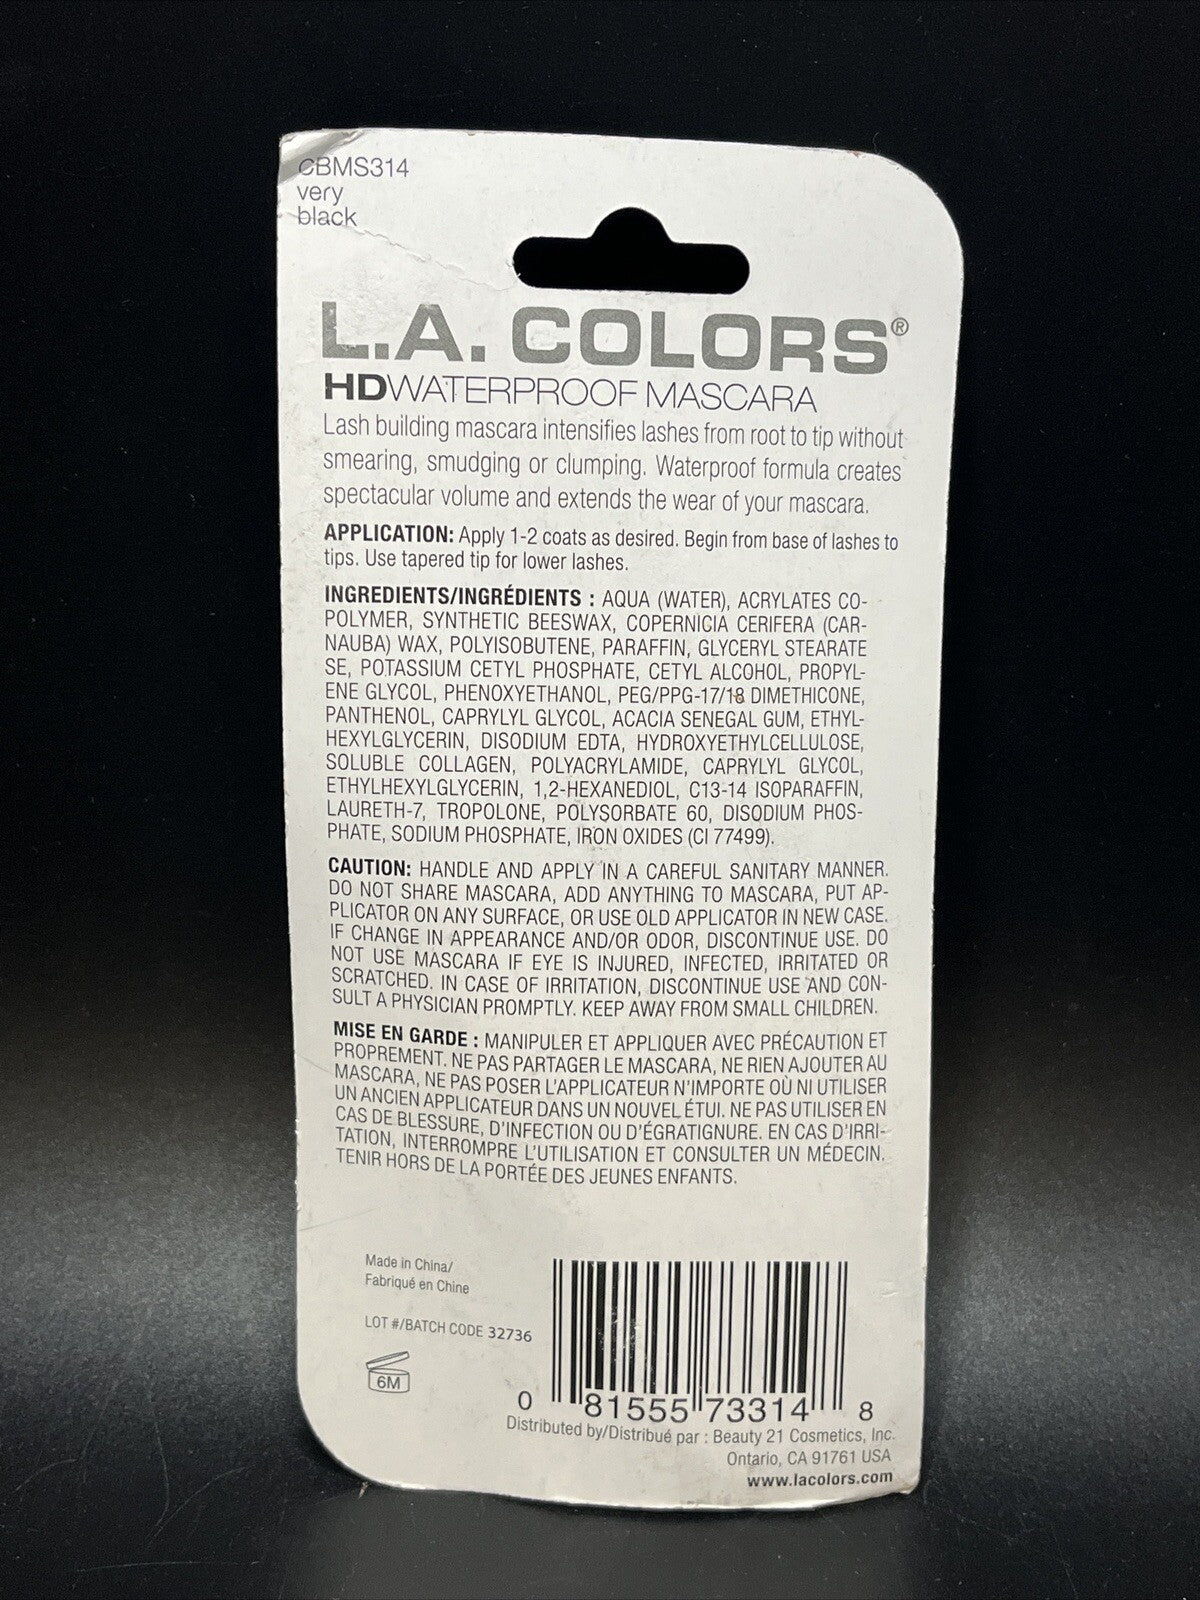 CBMS314
very
black
L.A. COLORS®
HDWATERPROOF MASCARA
Lash building mascara intensifies lashes from root to tip without
smearing, smudging or clumping. Waterproof formula creates
spectacular volume and extends the wear of your mascara.
APPLICATION: Apply 1-2 coats as desired. Begin from base of lashes to
tips. Use tapered tip for lower lashes.
INGREDIENTS/INGRÉDIENTS : AQUA (WATER), ACRYLATES CO-
POLYMER, SYNTHETIC BEESWAX, COPERNICIA CERIFERA (CAR-
NAUBA) WAX, POLYISOBUTENE, PARAFFIN, GLYCERYL STEARATE
SE, POTASSIUM CETYL PHOSPHATE, CETYL ALCOHOL, PROPYL-
ENE GLYCOL, PHENOXYETHANOL, PEG/PPG-17/18 DIMETHICONE,
PANTHENOL, CAPRYLYL GLYCOL, ACACIA SENEGAL GUM, ETHYL-
HEXYLGLYCERIN, DISODIUM EDTA, HYDROXYETHYLCELLULOSE,
SOLUBLE COLLAGEN, POLYACRYLAMIDE, CAPRYLYL GLYCOL,
ETHYLHEXYLGLYCERIN, 1,2-HEXANEDIOL, C13-14 ISOPARAFFIN,
LAURETH-7, TROPOLONE, POLYSORBATE 60, DISODIUM PHOS-
PHATE, SODIUM PHOSPHATE, IRON OXIDES (CI 77499).
CAUTION: HANDLE AND APPLY IN A CAREFUL SANITARY MANNER.
DO NOT SHARE MASCARA, ADD ANYTHING TO MASCARA, PUT AP-
PLICATOR ON ANY SURFACE, OR USE OLD APPLICATOR IN NEW CASE.
IF CHANGE IN APPEARANCE AND/OR ODOR, DISCONTINUE USE. DO
NOT USE MASCARA IF EYE IS INJURED, INFECTED, IRRITATED OR
SCRATCHED. IN CASE OF IRRITATION, DISCONTINUE USE AND CON-
SULT A PHYSICIAN PROMPTLY. KEEP AWAY FROM SMALL CHILDREN.
MISE EN GARDE : MANIPULER ET APPLIQUER AVEC PRÉCAUTION ET
PROPREMENT. NE PAS PARTAGER LE MASCARA, NE RIEN AJOUTER AU
MASCARA, NE PAS POSER L'APPLICATEUR N'IMPORTE OÙ NI UTILISER
UN ANCIEN APPLICATEUR DANS UN NOUVEL ÉTUI. NE PAS UTILISER EN
CAS DE BLESSURE, D'INFECTION OU D'ÉGRATIGNURE. EN CAS D'IRRI-
TATION, INTERROMPRE L'UTILISATION ET CONSULTER UN MÉDECIN.
TENIR HORS DE LA PORTÉE DES JEUNES ENFANTS.
Made in China/
Fabriqué en Chine
LOT #/BATCH CODE 32736
6M
0 81555 73314 8
Distributed by/Distribué par : Beauty 21 Cosmetics, Inc.
Ontario, CA 91761 USA
www.lacolors.com